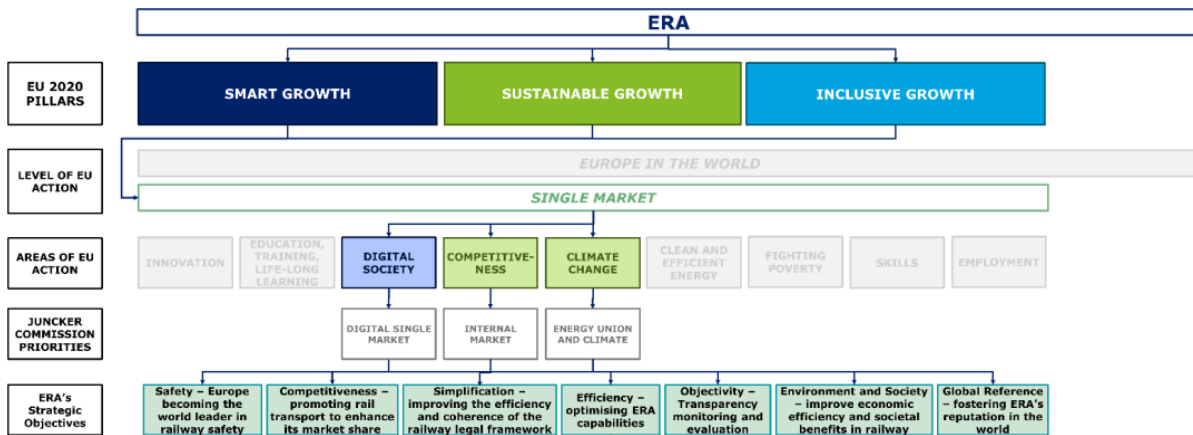 ERA
EU 2020
PILLARS
SMART GROWTH
SUSTAINABLE GROWTH
INCLUSIVE GROWTH
LEVEL OF EU
ACTION
EUROPE IN THE WORLD
SINGLE MARKET
AREAS OF EU
ACTION
INNOVATION
EDUCATION,
TRAINING,
LIFE-LONG
LEARNING
DIGITAL
SOCIETY
COMPETITIVE-
NESS
CLIMATE
CHANGE
CLEAN AND
EFFICIENT
ENERGY
FIGHTING
POVERTY
SKILLS
EMPLOYMENT
JUNCKER
COMMISSION
PRIORITIES
DIGITAL SINGLE
MARKET
INTERNAL
MARKET
ENERGY UNION
AND CLIMATE
ERA's
Strategic
Objectives
Safety – Europe
becoming the
world leader in
railway safety
Competitiveness –
promoting rail
transport to enhance
its market share
Simplification –
improving the efficiency
and coherence of the
railway legal framework
Efficiency –
optimising ERA
capabilities
Objectivity –
Transparency
monitoring and
evaluation
Environment and Society
– improve economic
efficiency and societal
benefits in railway
Global Reference
– fostering ERA's
reputation in the
world